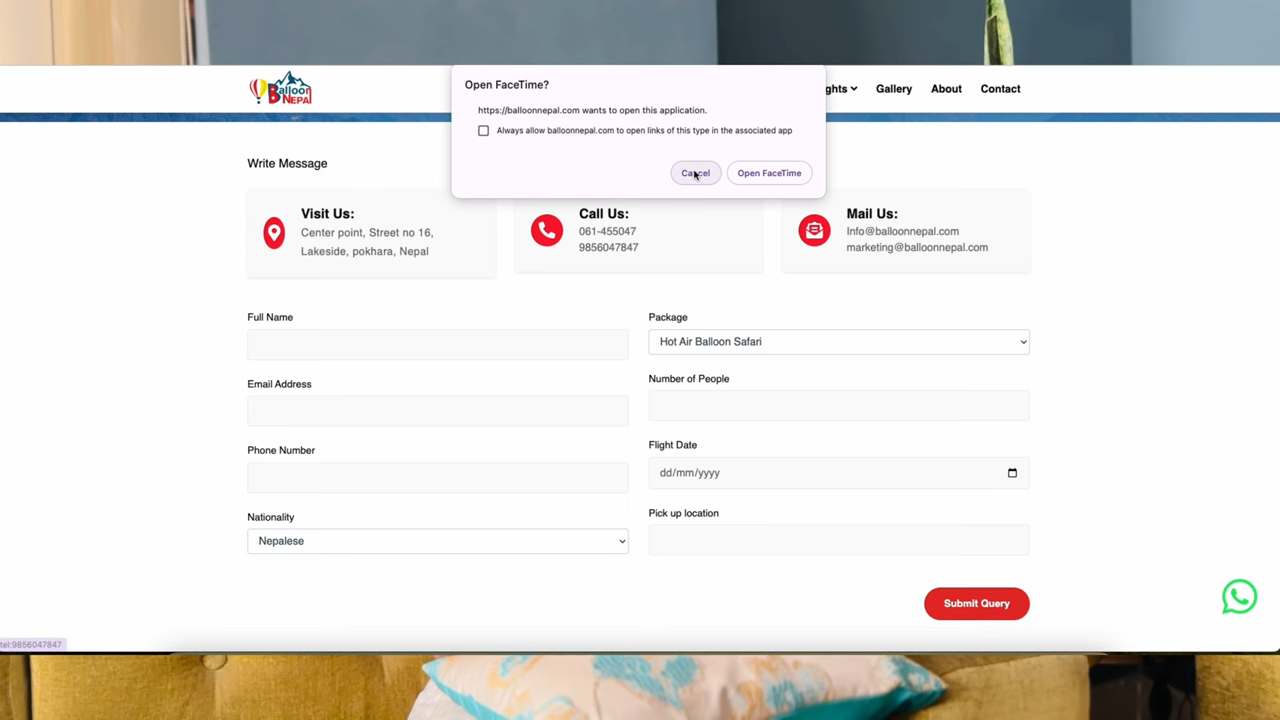 Open FaceTime?
https://balloonnepal.com wants to open this application.
Always allow balloonnepal.com to open links of this type in the associated app
Cancel
Open FaceTime
Balloon
NEPAL
ghts
Gallery
About
Contact
Write Message
Visit Us:
Center point, Street no 16,
Lakeside, pokhara, Nepal
Call Us:
061-455047
9856047847
Mail Us:
Info@balloonnepal.com
marketing@balloonnepal.com
Full Name
Package
Hot Air Balloon Safari
Email Address
Number of People
Phone Number
Flight Date
dd/mm/yyyy
Nationality
Nepalese
Pick up location
Submit Query
tel:9856047847